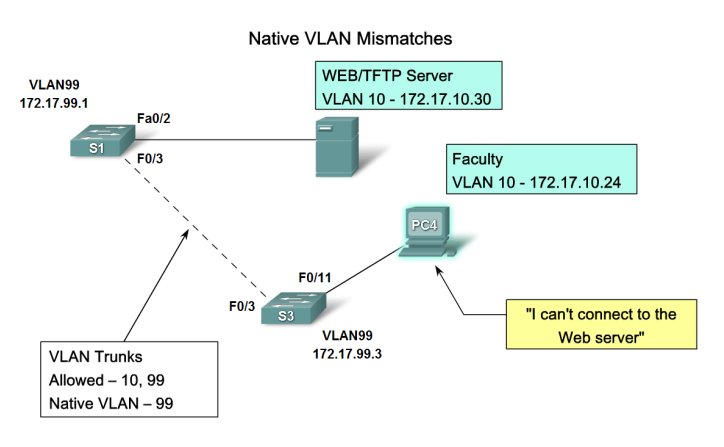 Native VLAN Mismatches
WEB/TFTP Server
VLAN 10 - 172.17.10.30
VLAN99
172.17.99.1
Fa0/2
S1
F0/3
Faculty
VLAN 10 - 172.17.10.24
PC4
F0/11
F0/3
S3
VLAN99
172.17.99.3
"I can't connect to the
Web server"
VLAN Trunks
Allowed – 10, 99
Native VLAN – 99